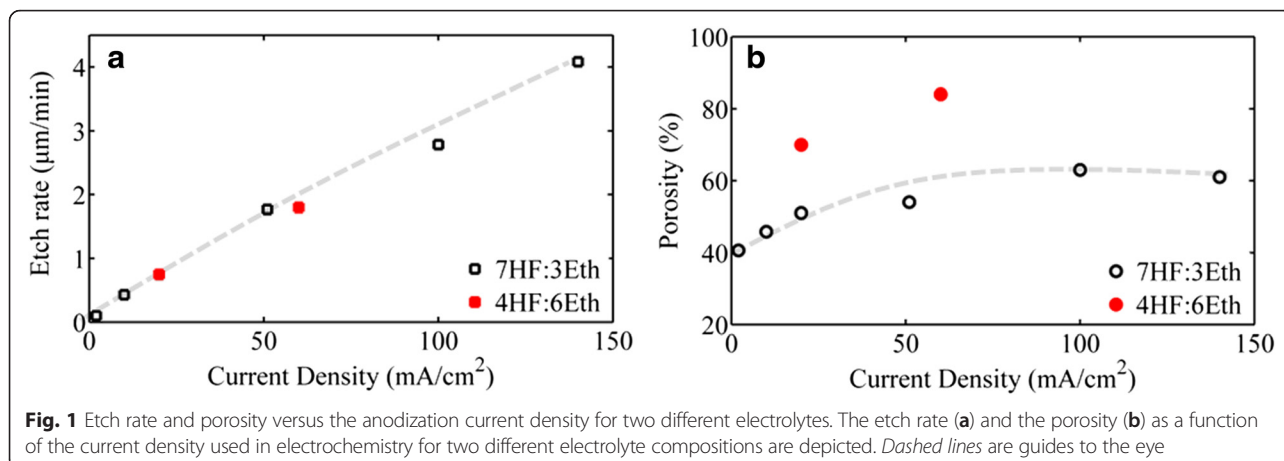 a
Etch rate (μm/min)
4
3
2
1
0
0 50 100 150
Current Density (mA/cm²)
7HF:3Eth
4HF:6Eth
b
Porosity (%)
100
80
60
40
20
0 50 100 150
Current Density (mA/cm²)
7HF:3Eth
4HF:6Eth
Fig. 1 Etch rate and porosity versus the anodization current density for two different electrolytes. The etch rate (a) and the porosity (b) as a function
of the current density used in electrochemistry for two different electrolyte compositions are depicted. Dashed lines are guides to the eye